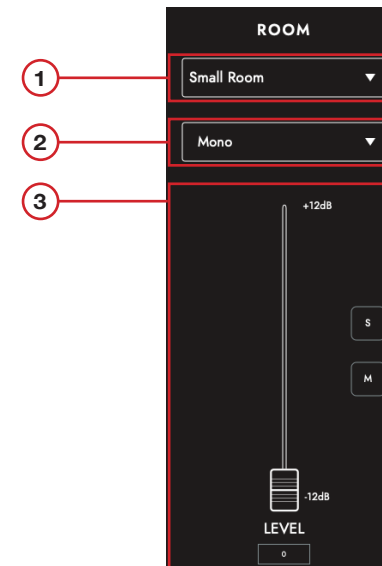 ROOM
1
Small Room
2
Mono
3
+12dB
S
M
-12dB
LEVEL
0